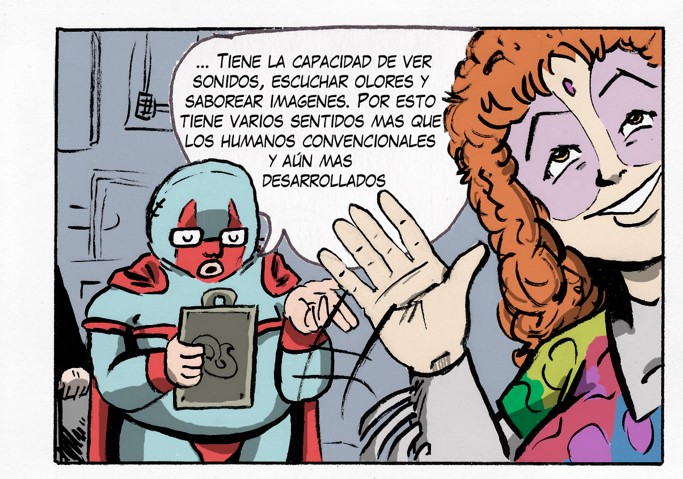 ... Tiene la capacidad de ver
sonidos, escuchar olores y
saborear imagenes. Por esto
tiene varios sentidos mas que
los humanos convencionales
y aún mas
desarrollados